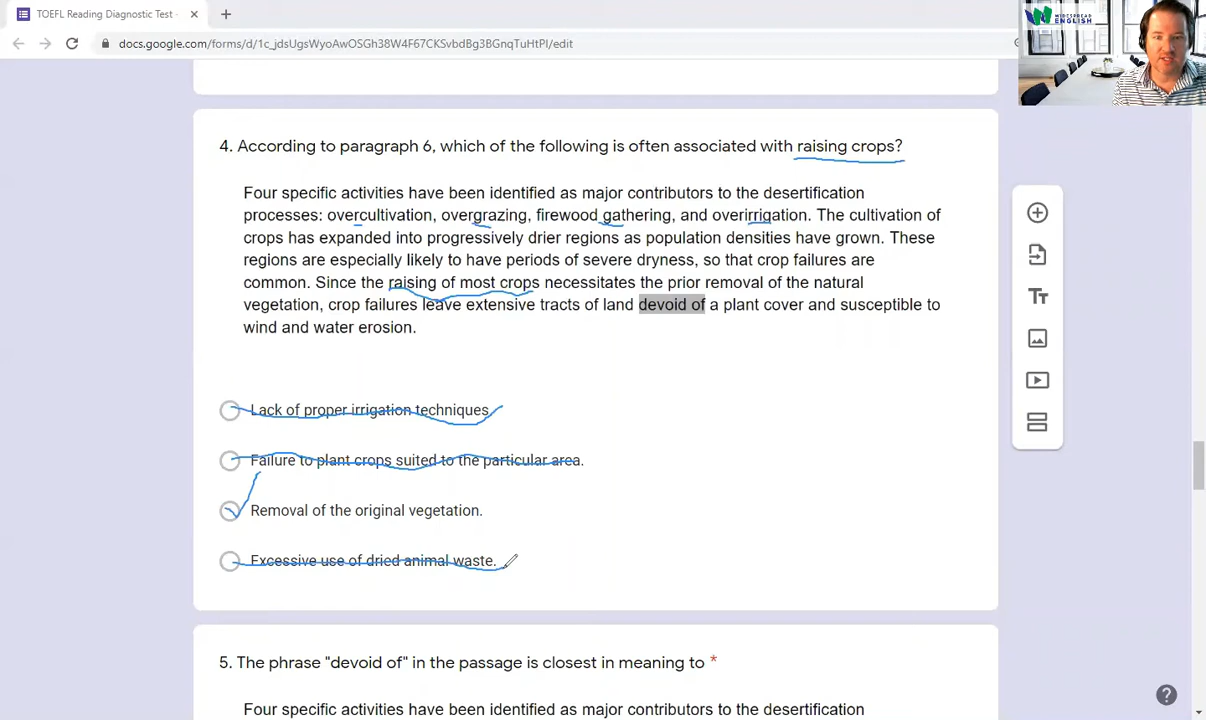 TOEFL Reading Diagnostic Test -
docs.google.com/forms/d/1c_jdsUgsWyoAwOSGh38W4F67CKSvbdBg3BGnqTuHtPI/edit
WIDESPREAD
ENGLISH
4. According to paragraph 6, which of the following is often associated with raising crops?
Four specific activities have been identified as major contributors to the desertification
processes: overcultivation, overgrazing, firewood gathering, and overirrigation. The cultivation of
crops has expanded into progressively drier regions as population densities have grown. These
regions are especially likely to have periods of severe dryness, so that crop failures are
common. Since the raising of most crops necessitates the prior removal of the natural
vegetation, crop failures leave extensive tracts of land devoid of a plant cover and susceptible to
wind and water erosion.
Lack of proper irrigation techniques
Failure to plant crops suited to the particular area.
Removal of the original vegetation.
Excessive use of dried animal waste.
5. The phrase "devoid of" in the passage is closest in meaning to *
Four specific activities have been identified as major contributors to the desertification